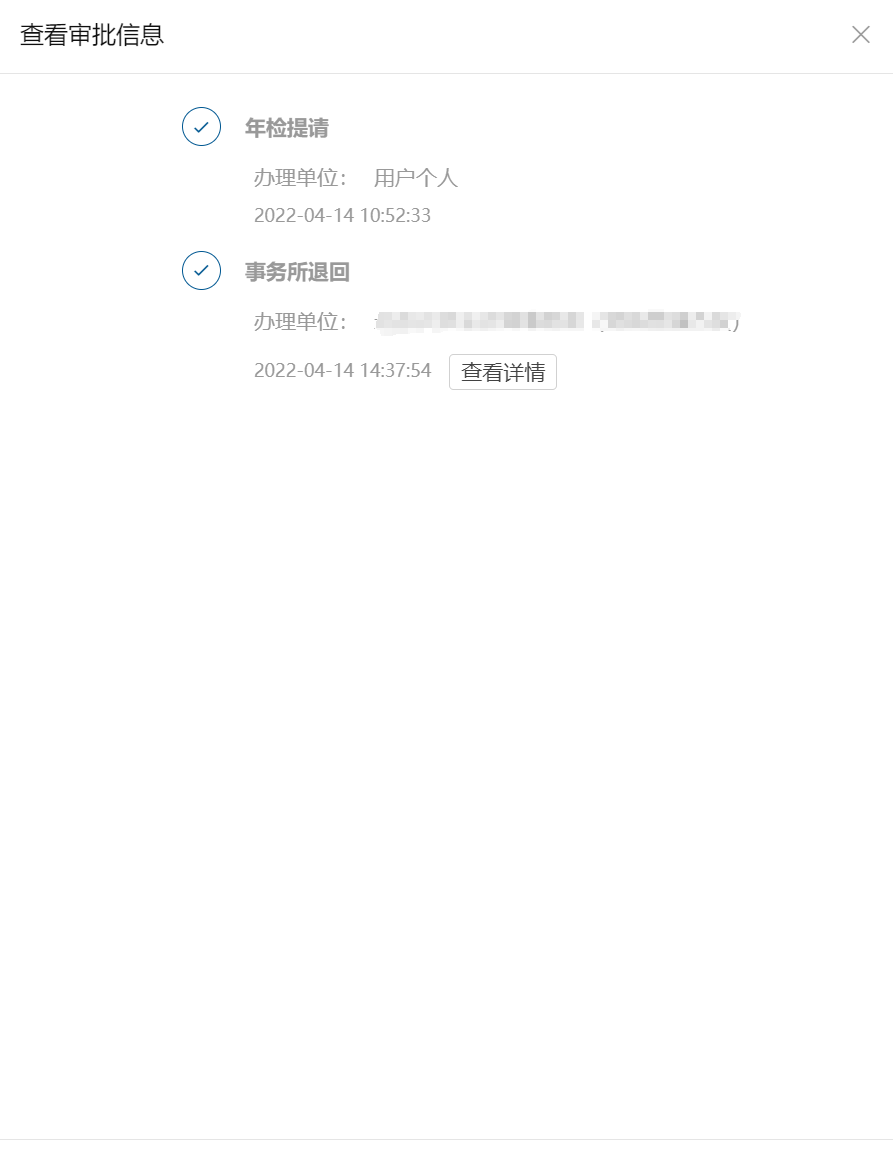 查看审批信息
年检提请
办理单位： 用户个人
2022-04-14 10:52:33
事务所退回
办理单位：
2022-04-14 14:37:54 查看详情